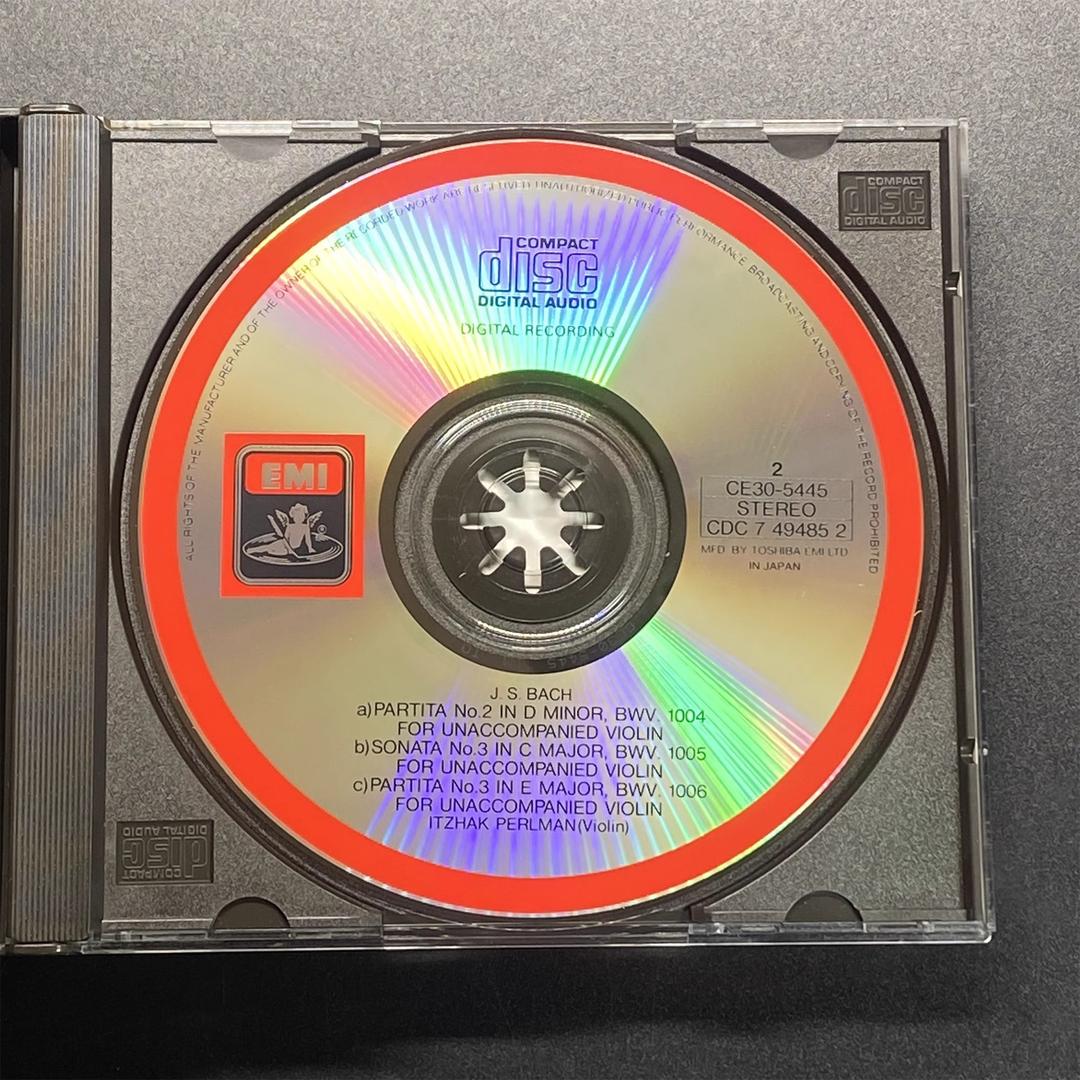 COMPACT
disc
DIGITAL AUDIO
ALL RIGHTS OF THE MANUFACTURER AND OF THE OWNER OF THE RECORDED WORK ARE RESERVED UNAUTHORIZED PUBLIC PERFORMANCE BROADCASTING AND COPYING OF THE RECORD PROHIBITED
COMPACT
disc
DIGITAL AUDIO
DIGITAL RECORDING
EMI
2
CE30-5445
STEREO
CDC 7 49485 2
MFD BY TOSHIBA EMI LTD
IN JAPAN
J. S. BACH
a)PARTITA No.2 IN D MINOR, BWV. 1004
FOR UNACCOMPANIED VIOLIN
b)SONATA No.3 IN C MAJOR, BWV. 1005
FOR UNACCOMPANIED VIOLIN
c)PARTITA No.3 IN E MAJOR, BWV. 1006
FOR UNACCOMPANIED VIOLIN
ITZHAK PERLMAN(Violin)
COMPACT
disc
DIGITAL AUDIO